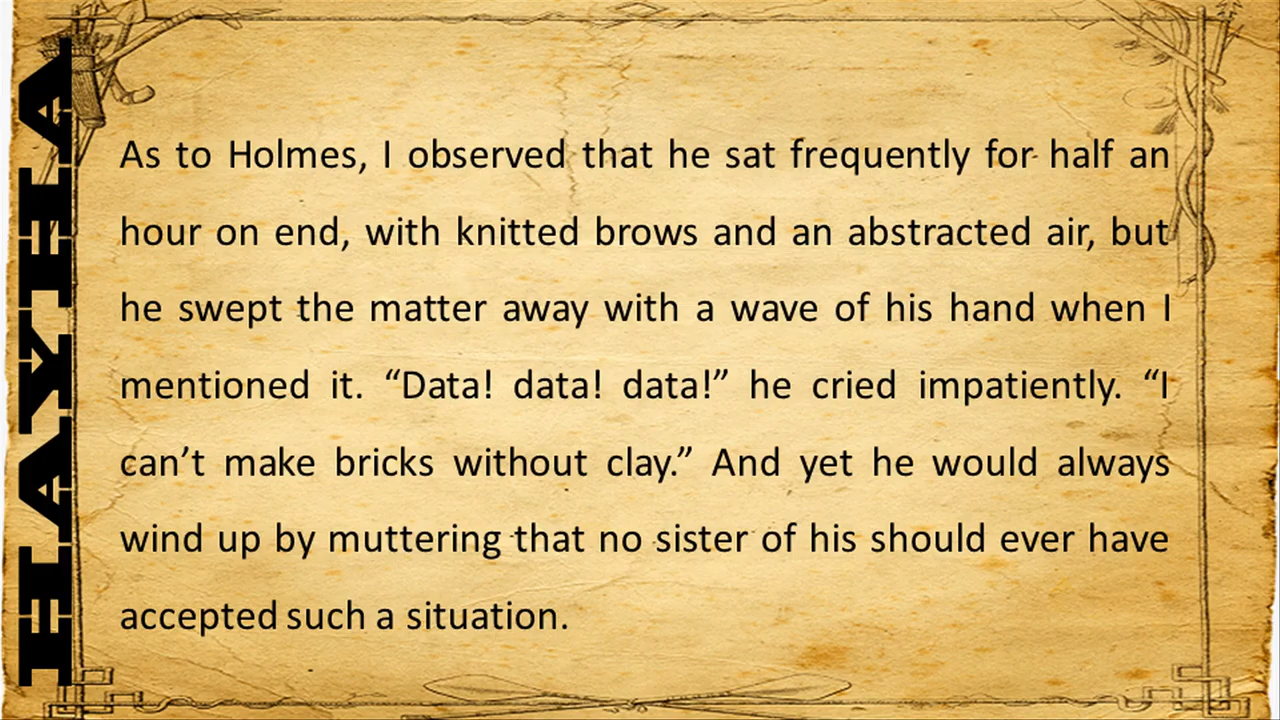 HAYHA
As to Holmes, I observed that he sat frequently for half an
hour on end, with knitted brows and an abstracted air, but
he swept the matter away with a wave of his hand when I
mentioned it. “Data! data! data!” he cried impatiently. “I
can’t make bricks without clay.” And yet he would always
wind up by muttering that no sister of his should ever have
accepted such a situation.